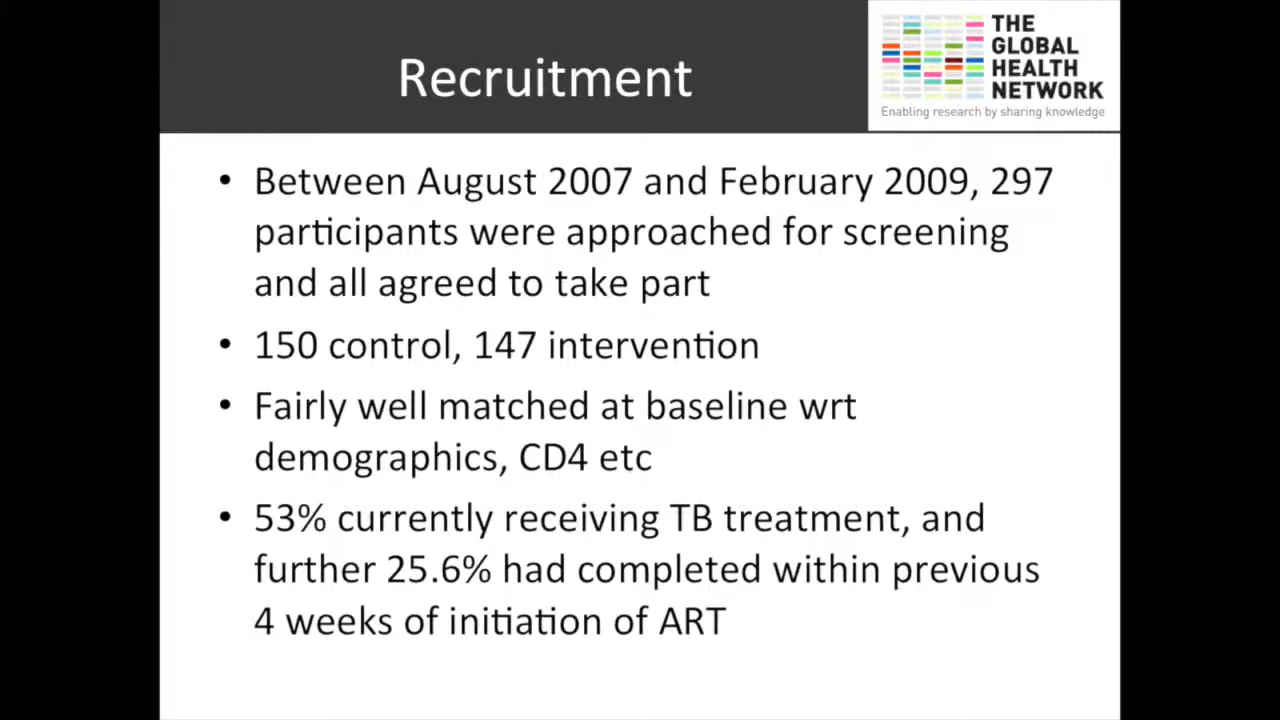 Recruitment
THE
GLOBAL
HEALTH
NETWORK
Enabling research by sharing knowledge
• Between August 2007 and February 2009, 297
participants were approached for screening
and all agreed to take part
• 150 control, 147 intervention
• Fairly well matched at baseline wrt
demographics, CD4 etc
• 53% currently receiving TB treatment, and
further 25.6% had completed within previous
4 weeks of initiation of ART